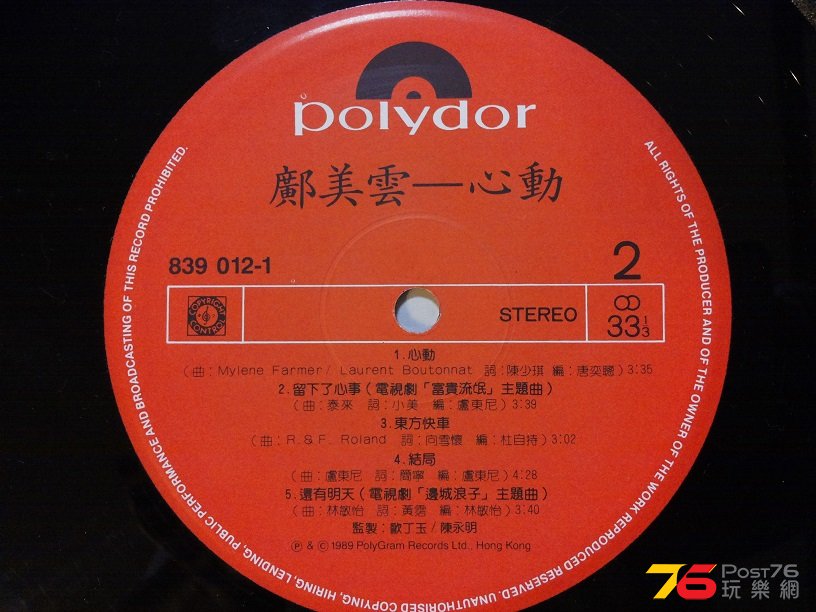 polydor
鄺美雲—心動
839 012-1
2
COPYRIGHT CONTROL
STEREO
33 1/3
1.心動
(曲:Mylene Farmer/ Laurent Boutonnat 詞:陳少琪 編:唐奕聰)3:35
2.留下了心事(電視劇「富貴流氓」主題曲)
(曲:泰來 詞:小美 編:盧東尼)3:39
3.東方快車
(曲:R.&F. Roland 詞:向雪懷 編:杜自持)3:02
4.結局
(曲:盧東尼 詞:簡寧 編:盧東尼)4:28
5.還有明天(電視劇「邊城浪子」主題曲)
(曲:林敏怡 詞:黃霑 編:林敏怡)3:40
監製:歐丁玉/陳永明
Ⓟ & © 1989 PolyGram Records Ltd., Hong Kong
ALL RIGHTS OF THE PRODUCER AND OF THE OWNER OF THE WORK REPRODUCED RESERVED. UNAUTHORISED COPYING, HIRING, LENDING, PUBLIC PERFORMANCE AND BROADCASTING OF THIS RECORD PROHIBITED.
76 Post76
玩樂網